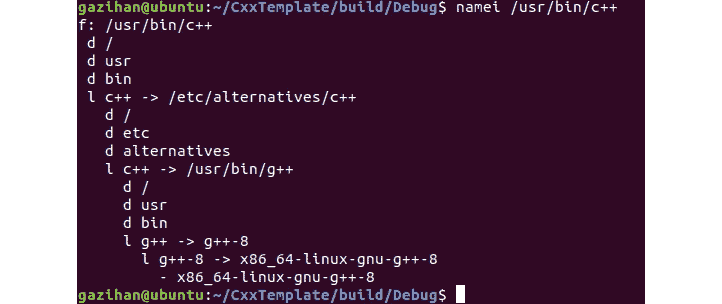 gazihan@ubuntu:~/CxxTemplate/build/Debug$ namei /usr/bin/c++
f: /usr/bin/c++
 d /
 d usr
 d bin
 l c++ -> /etc/alternatives/c++
   d /
   d etc
   d alternatives
   l c++ -> /usr/bin/g++
     d /
     d usr
     d bin
     l g++ -> g++-8
       l g++-8 -> x86_64-linux-gnu-g++-8
         - x86_64-linux-gnu-g++-8
gazihan@ubuntu:~/CxxTemplate/build/Debug$